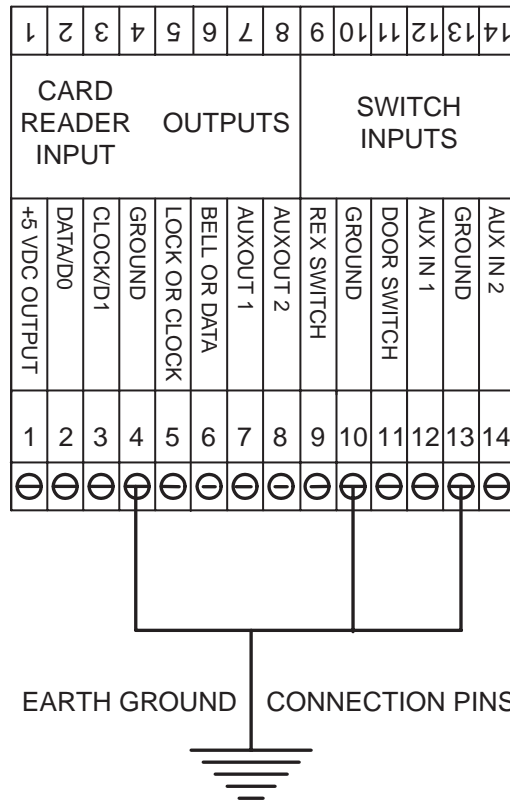 1 2 3 4 5 6 7 8 9 10 11 12 13 14
CARD
READER
INPUT
OUTPUTS
SWITCH
INPUTS
+5 VDC OUTPUT
DATA/D0
CLOCK/D1
GROUND
LOCK OR CLOCK
BELL OR DATA
AUXOUT 1
AUXOUT 2
REX SWITCH
GROUND
DOOR SWITCH
AUX IN 1
GROUND
AUX IN 2
1 2 3 4 5 6 7 8 9 10 11 12 13 14
EARTH GROUND CONNECTION PINS